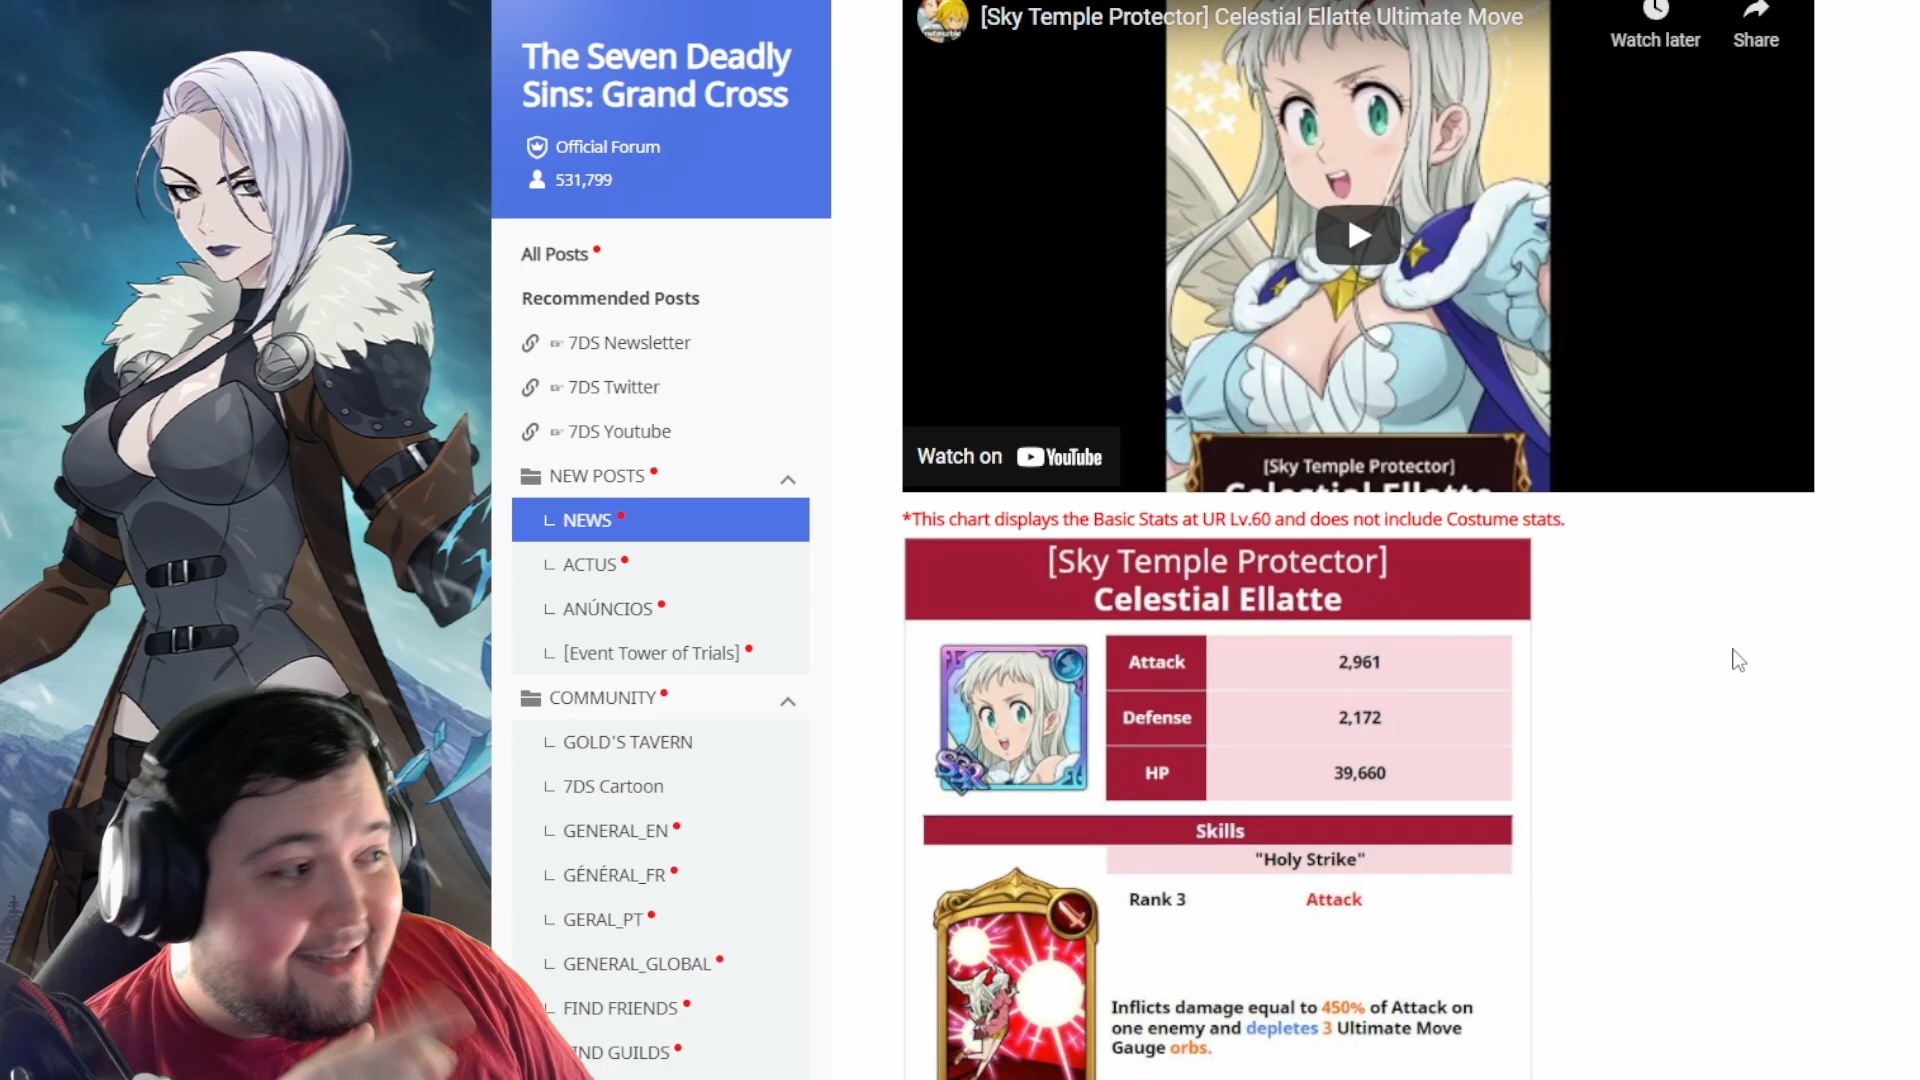 The Seven Deadly
Sins: Grand Cross
Official Forum
531,799
All Posts
Recommended Posts
7DS Newsletter
7DS Twitter
7DS Youtube
NEW POSTS
NEWS
ACTUS
ANÚNCIOS
[Event Tower of Trials]
COMMUNITY
GOLD'S TAVERN
7DS Cartoon
GENERAL_EN
GÉNÉRAL_FR
GERAL_PT
GENERAL_GLOBAL
FIND FRIENDS
IND GUILDS
[Sky Temple Protector] Celestial Ellatte Ultimate Move
Watch later
Share
[Sky Temple Protector]
Celestial Ellatte
Watch on YouTube
*This chart displays the Basic Stats at UR Lv.60 and does not include Costume stats.
[Sky Temple Protector]
Celestial Ellatte
SSR
Attack 2,961
Defense 2,172
HP 39,660
Skills
"Holy Strike"
Rank 3 Attack
Inflicts damage equal to 450% of Attack on
one enemy and depletes 3 Ultimate Move
Gauge orbs.